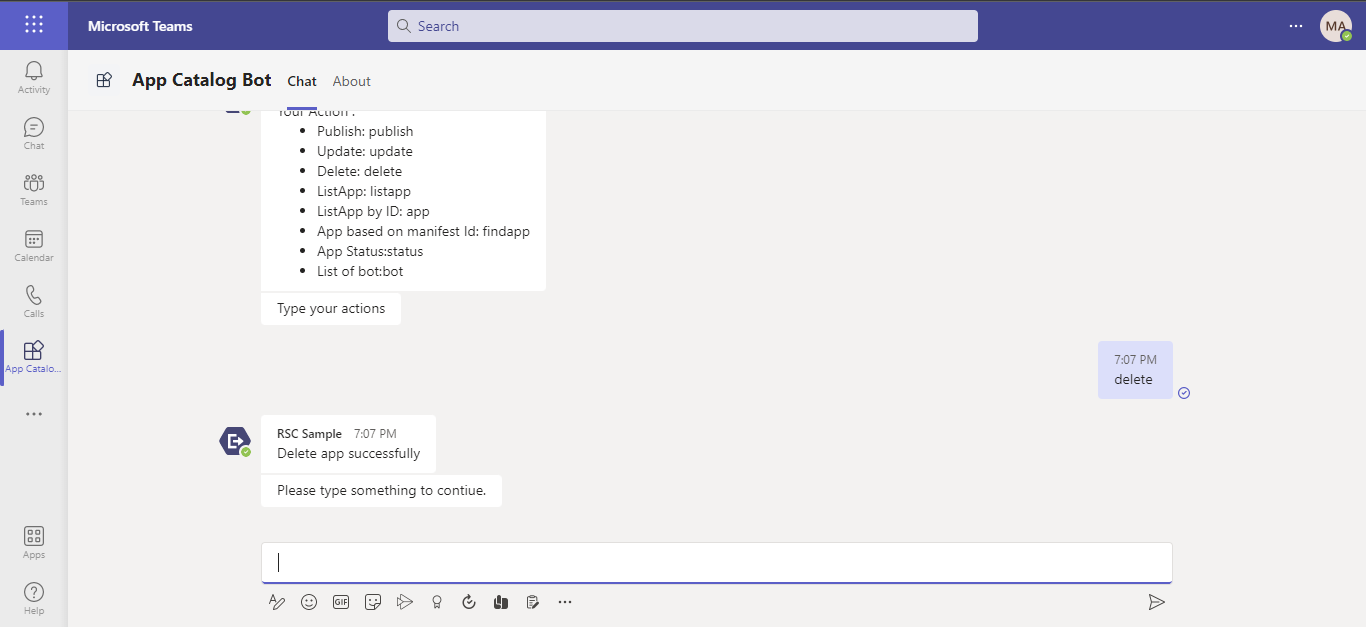 Microsoft Teams
Search
MA
Activity
Chat
Teams
Calendar
Calls
App Catalo...
Apps
Help
App Catalog Bot
Chat
About
Your Action :
Publish: publish
Update: update
Delete: delete
ListApp: listapp
ListApp by ID: app
App based on manifest Id: findapp
App Status:status
List of bot:bot
Type your actions
7:07 PM
delete
RSC Sample 7:07 PM
Delete app successfully
Please type something to contiue.
GIF